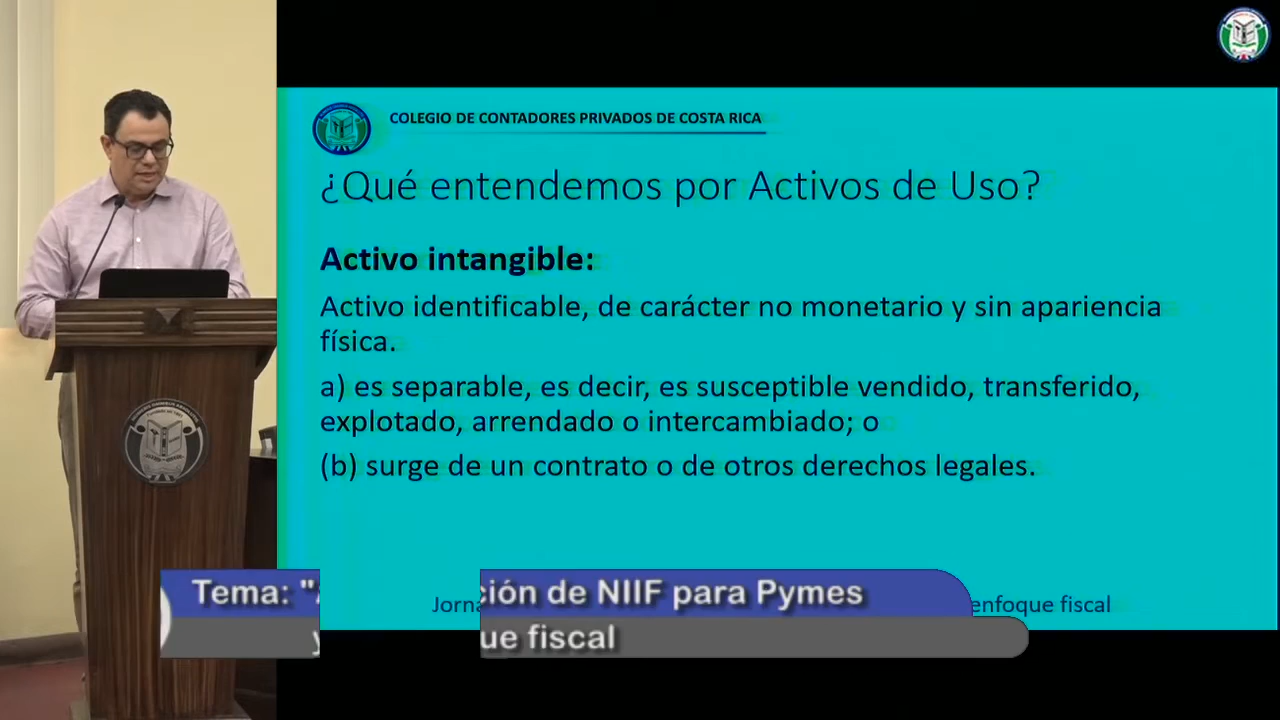 COLEGIO DE CONTADORES PRIVADOS DE COSTA RICA
¿Qué entendemos por Activos de Uso?
Activo intangible:
Activo identificable, de carácter no monetario y sin apariencia
física.
a) es separable, es decir, es susceptible vendido, transferido,
explotado, arrendado o intercambiado; o
(b) surge de un contrato o de otros derechos legales.
enfoque fiscal
Tema: "A ción de NIIF para Pymes
y ue fiscal